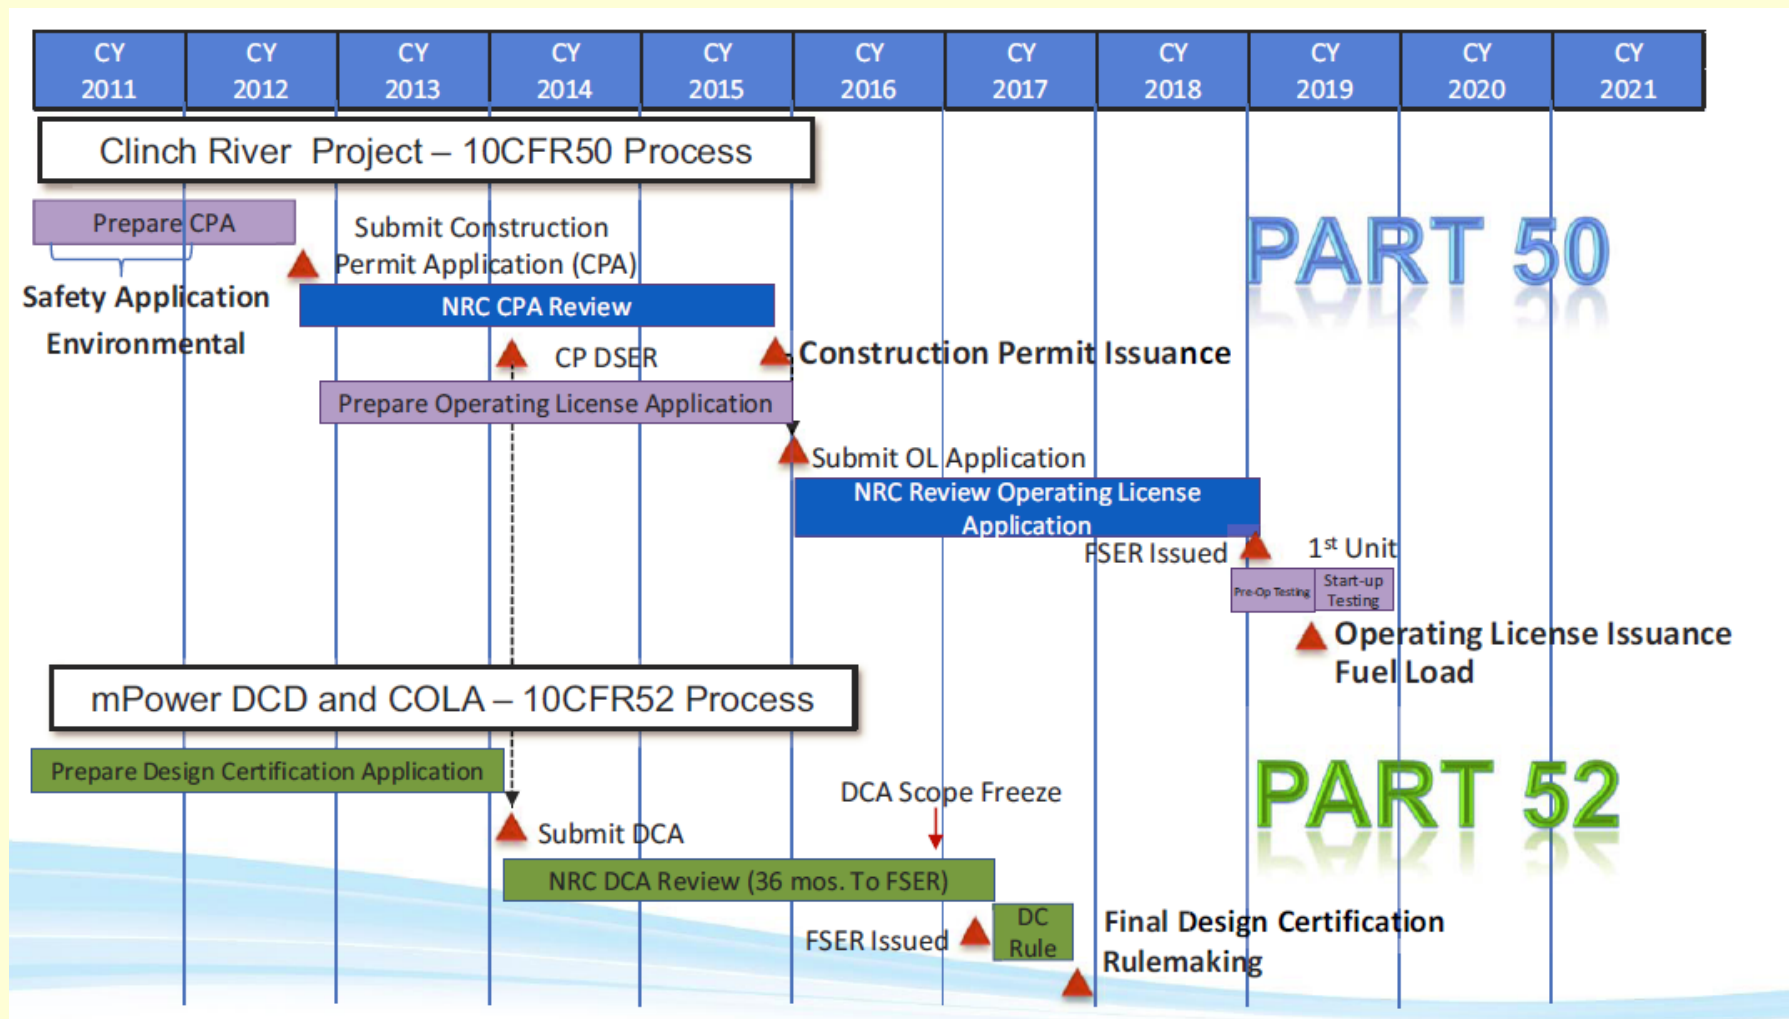 CY 2011
CY 2012
CY 2013
CY 2014
CY 2015
CY 2016
CY 2017
CY 2018
CY 2019
CY 2020
CY 2021
Clinch River Project – 10CFR50 Process
PART 50
Prepare CPA
Submit Construction
Permit Application (CPA)
Safety Application
Environmental
NRC CPA Review
CP DSER
Construction Permit Issuance
Prepare Operating License Application
Submit OL Application
NRC Review Operating License
Application
FSER Issued
1st Unit
Pre-Op Testing
Start-up
Testing
Operating License Issuance
Fuel Load
mPower DCD and COLA – 10CFR52 Process
PART 52
Prepare Design Certification Application
Submit DCA
DCA Scope Freeze
NRC DCA Review (36 mos. To FSER)
FSER Issued
DC
Rule
Final Design Certification
Rulemaking